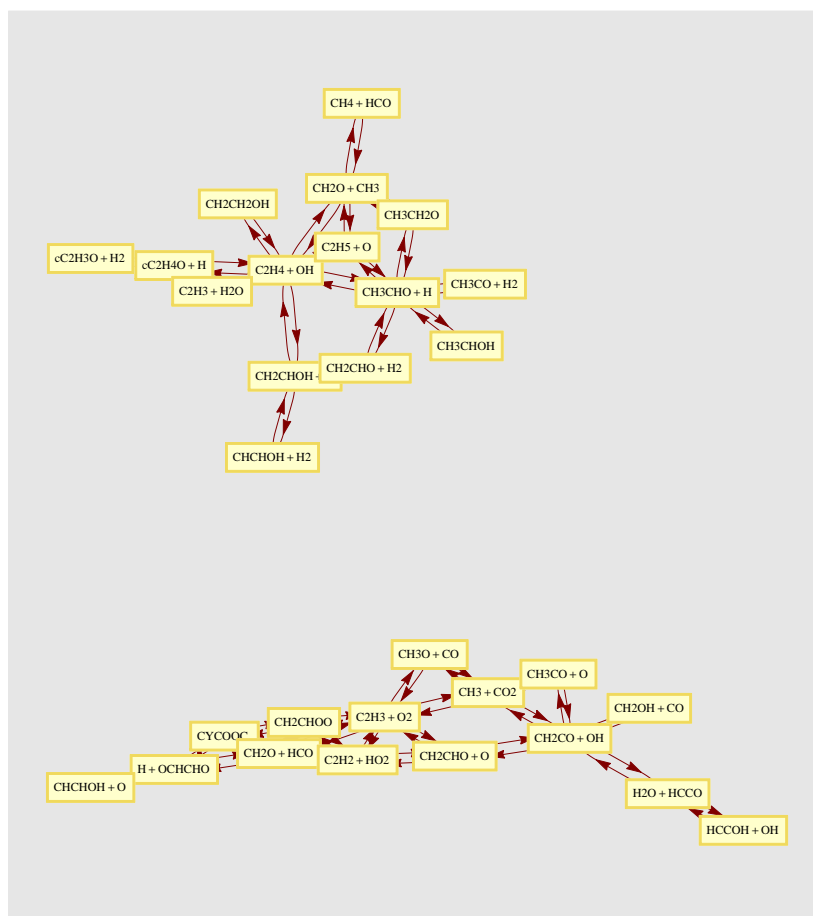 CH4 + HCO
CH2O + CH3
CH2CH2OH
CH3CH2O
C2H5 + O
cC2H3O + H2
cC2H4O + H
C2H4 + OH
C2H3 + H2O
CH3CHO + H
CH3CO + H2
CH3CHOH
CH2CHO + H2
CH2CHOH +
CHCHOH + H2
CH3O + CO
CH3CO + O
CH3 + CO2
CH2OH + CO
CH2CHOO
C2H3 + O2
CYCOOC
CH2CO + OH
CH2O + HCO
C2H2 + HO2
CH2CHO + O
H + OCHCHO
CHCHOH + O
H2O + HCCO
HCCOH + OH